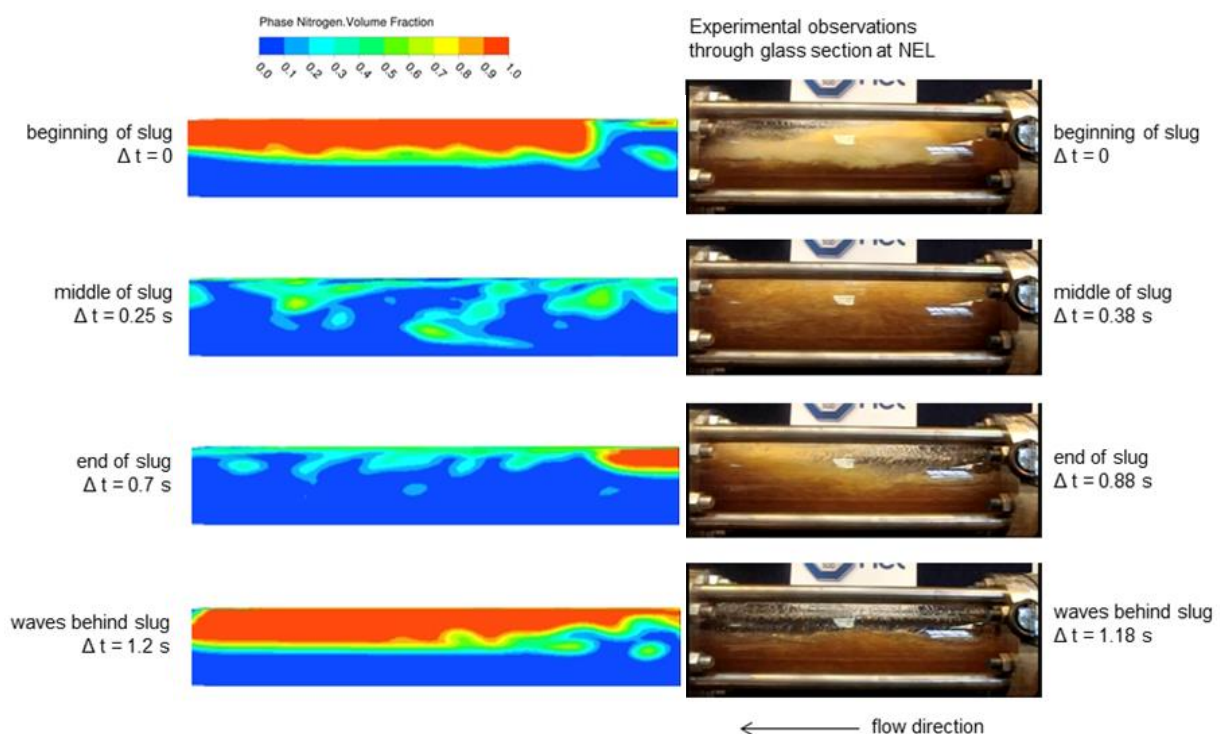 Phase Nitrogen.Volume Fraction
0.0 0.1 0.2 0.3 0.4 0.5 0.6 0.7 0.8 0.9 1.0
Experimental observations
through glass section at NEL
beginning of slug
Δ t = 0
beginning of slug
Δ t = 0
middle of slug
Δ t = 0.25 s
middle of slug
Δ t = 0.38 s
end of slug
Δ t = 0.7 s
end of slug
Δ t = 0.88 s
waves behind slug
Δ t = 1.2 s
waves behind slug
Δ t = 1.18 s
flow direction